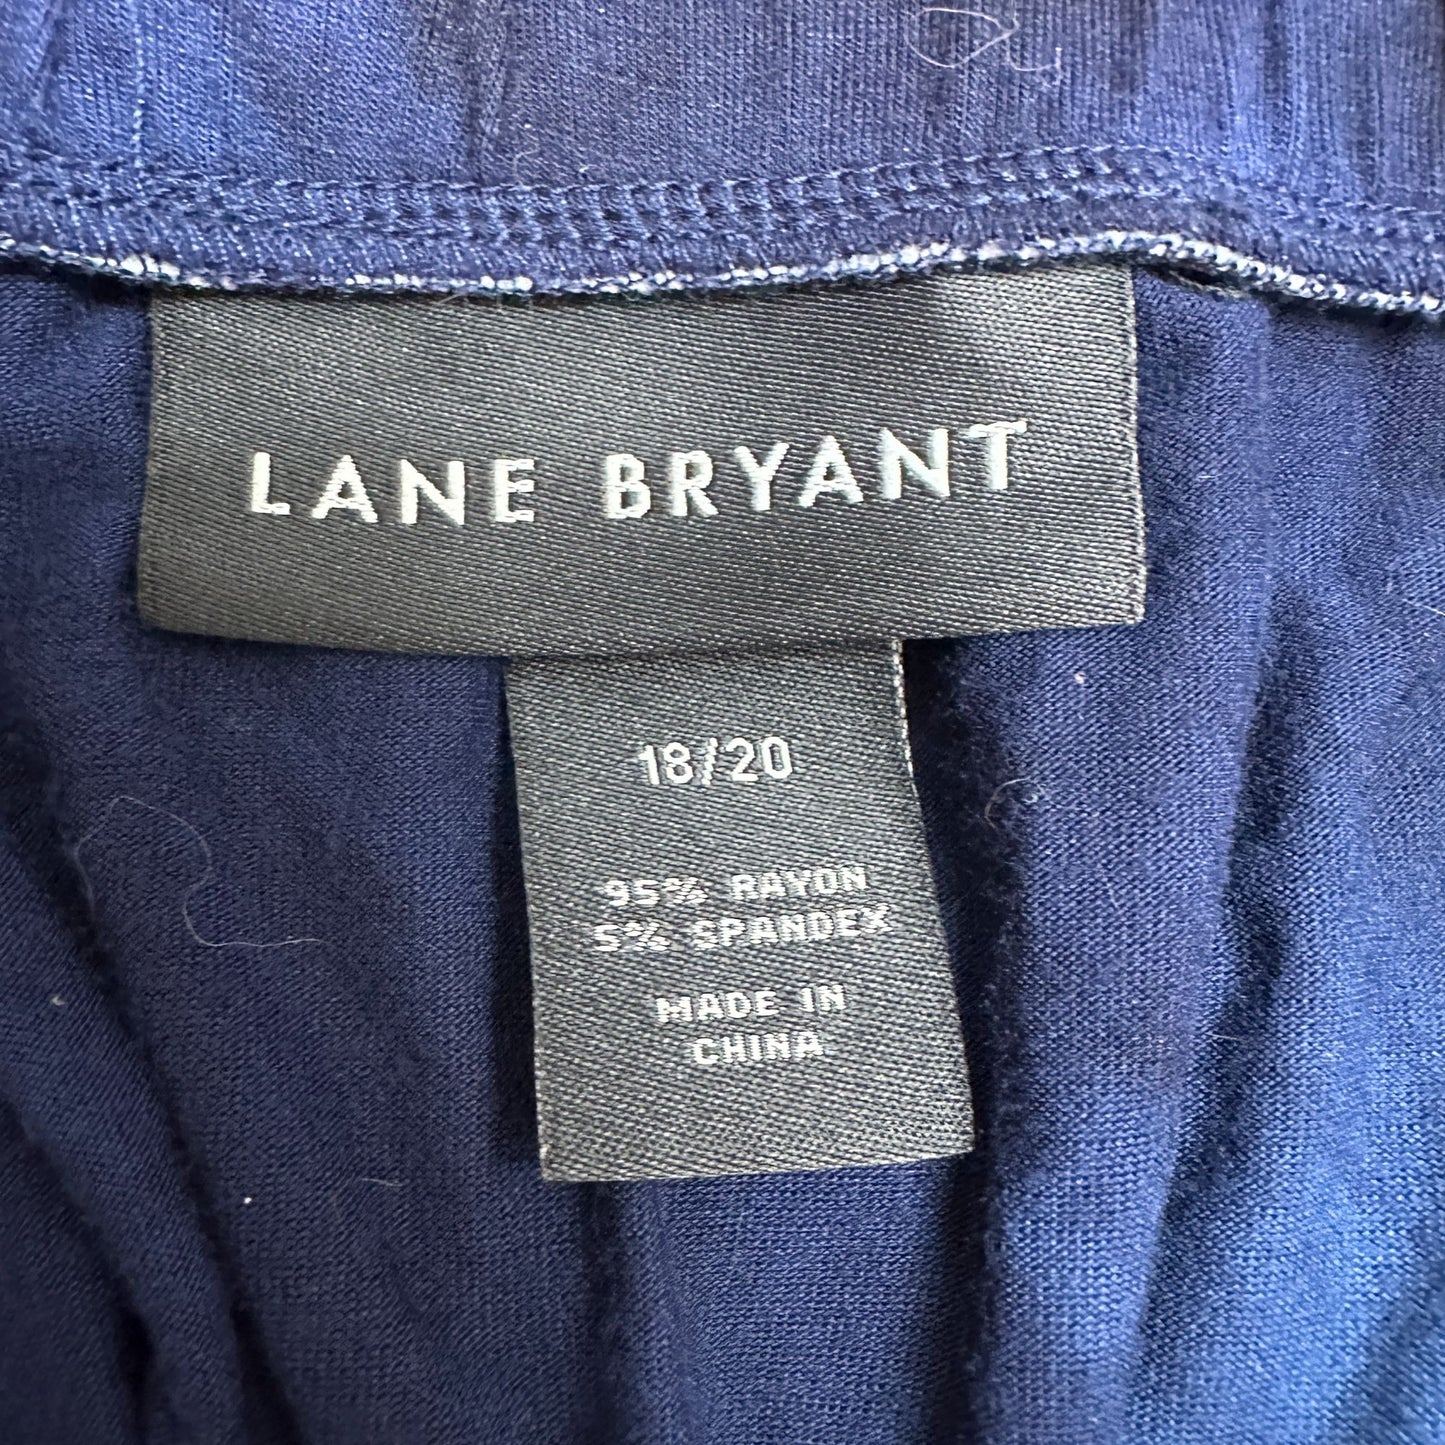 LANE BRYANT
18/20
95% RAYON
5% SPANDEX
MADE IN
CHINA